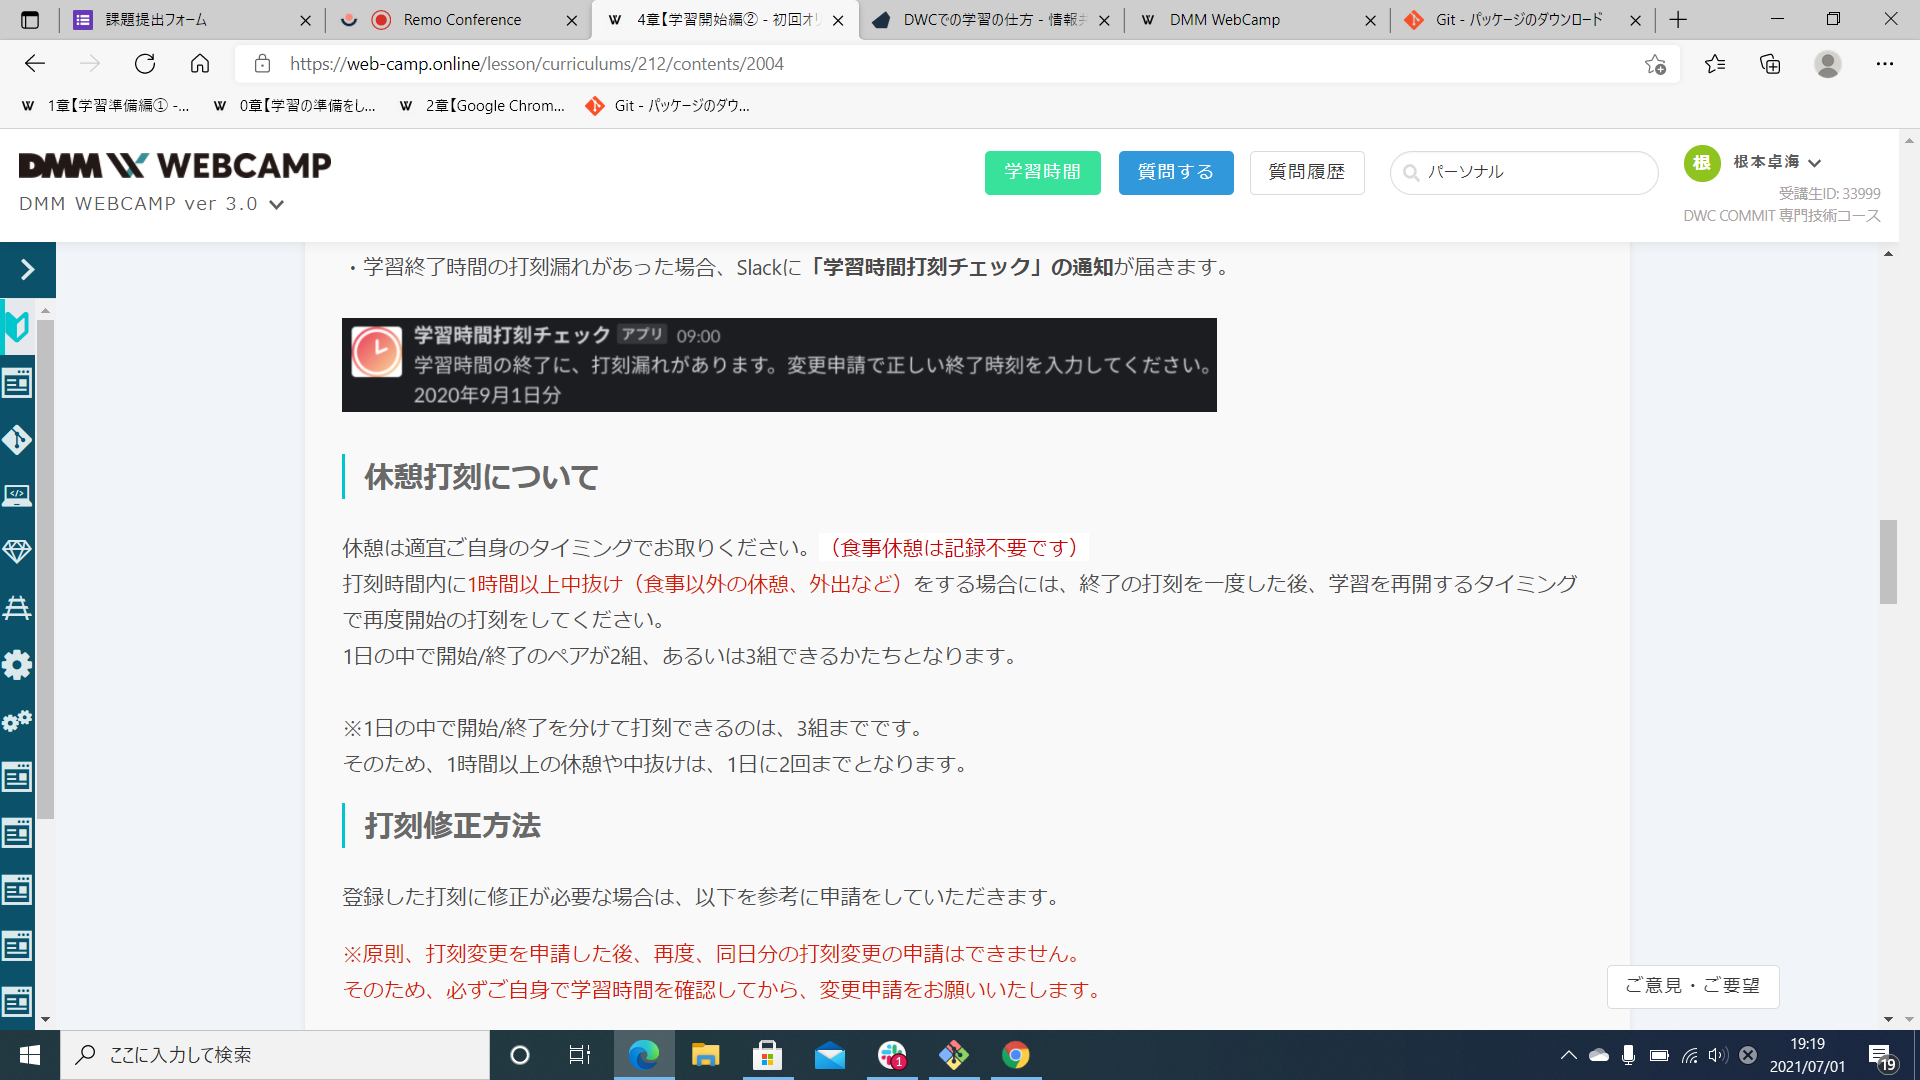 課題提出フォーム
Remo Conference
4章【学習開始編②】 - 初回オリ
DWCでの学習の仕方 - 情報共
DMM WebCamp
Git - パッケージのダウンロード
https://web-camp.online/lesson/curriculums/212/contents/2004
1章【学習準備編①】 -...
0章【学習の準備をし...
2章【Google Chrom...
Git - パッケージのダウ...
DMM WEBCAMP
DMM WEBCAMP ver 3.0
学習時間
質問する
質問履歴
パーソナル
根
根本卓海
受講生ID: 33999
DWC COMMIT 専門技術コース
・学習終了時間の打刻漏れがあった場合、Slackに「学習時間打刻チェック」の通知が届きます。
学習時間打刻チェック アプリ 09:00
学習時間の終了に、打刻漏れがあります。変更申請で正しい終了時刻を入力してください。
2020年9月1日分
休憩打刻について
休憩は適宜ご自身のタイミングでお取りください。（食事休憩は記録不要です）
打刻時間内に1時間以上中抜け（食事以外の休憩、外出など）をする場合には、終了の打刻を一度した後、学習を再開するタイミング
で再度開始の打刻をしてください。
1日の中で開始/終了のペアが2組、あるいは3組できるかたちとなります。
※1日の中で開始/終了を分けて打刻できるのは、3組までです。
そのため、1時間以上の休憩や中抜けは、1日に2回までとなります。
打刻修正方法
登録した打刻に修正が必要な場合は、以下を参考に申請をしていただきます。
※原則、打刻変更を申請した後、再度、同日分の打刻変更の申請はできません。
そのため、必ずご自身で学習時間を確認してから、変更申請をお願いいたします。
ご意見・ご要望
ここに入力して検索
1
19:19
2021/07/01
19